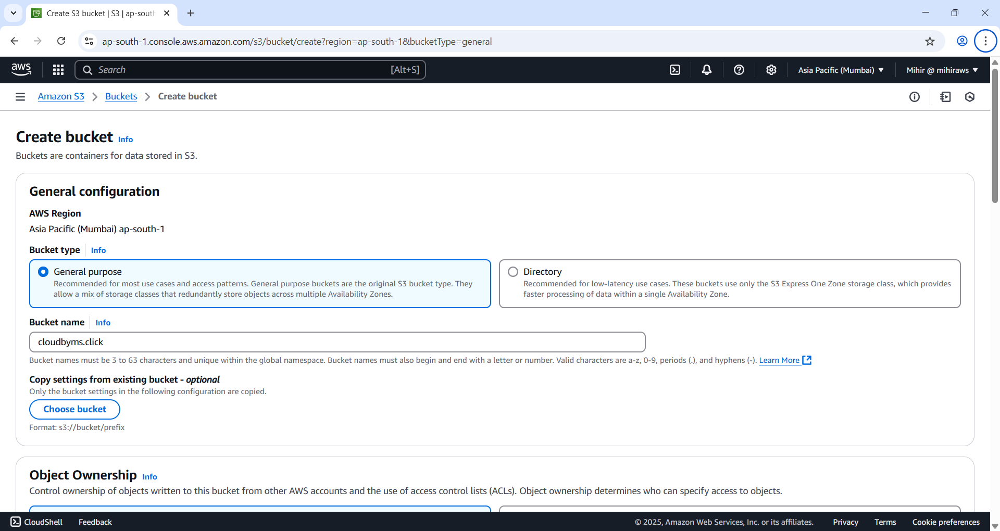 Create S3 bucket | S3 | ap-south
ap-south-1.console.aws.amazon.com/s3/bucket/create?region=ap-south-1&bucketType=general
aws
Search
[Alt+S]
Asia Pacific (Mumbai)
Mihir @ mihiraws
Amazon S3
Buckets
Create bucket
Create bucket Info
Buckets are containers for data stored in S3.
General configuration
AWS Region
Asia Pacific (Mumbai) ap-south-1
Bucket type Info
General purpose
Recommended for most use cases and access patterns. General purpose buckets are the original S3 bucket type. They
allow a mix of storage classes that redundantly store objects across multiple Availability Zones.
Directory
Recommended for low-latency use cases. These buckets use only the S3 Express One Zone storage class, which provides
faster processing of data within a single Availability Zone.
Bucket name Info
cloudbyms.click
Bucket names must be 3 to 63 characters and unique within the global namespace. Bucket names must also begin and end with a letter or number. Valid characters are a-z, 0-9, periods (.), and hyphens (-). Learn More
Copy settings from existing bucket - optional
Only the bucket settings in the following configuration are copied.
Choose bucket
Format: s3://bucket/prefix
Object Ownership Info
Control ownership of objects written to this bucket from other AWS accounts and the use of access control lists (ACLs). Object ownership determines who can specify access to objects.
CloudShell
Feedback
© 2025, Amazon Web Services, Inc. or its affiliates.
Privacy
Terms
Cookie preferences